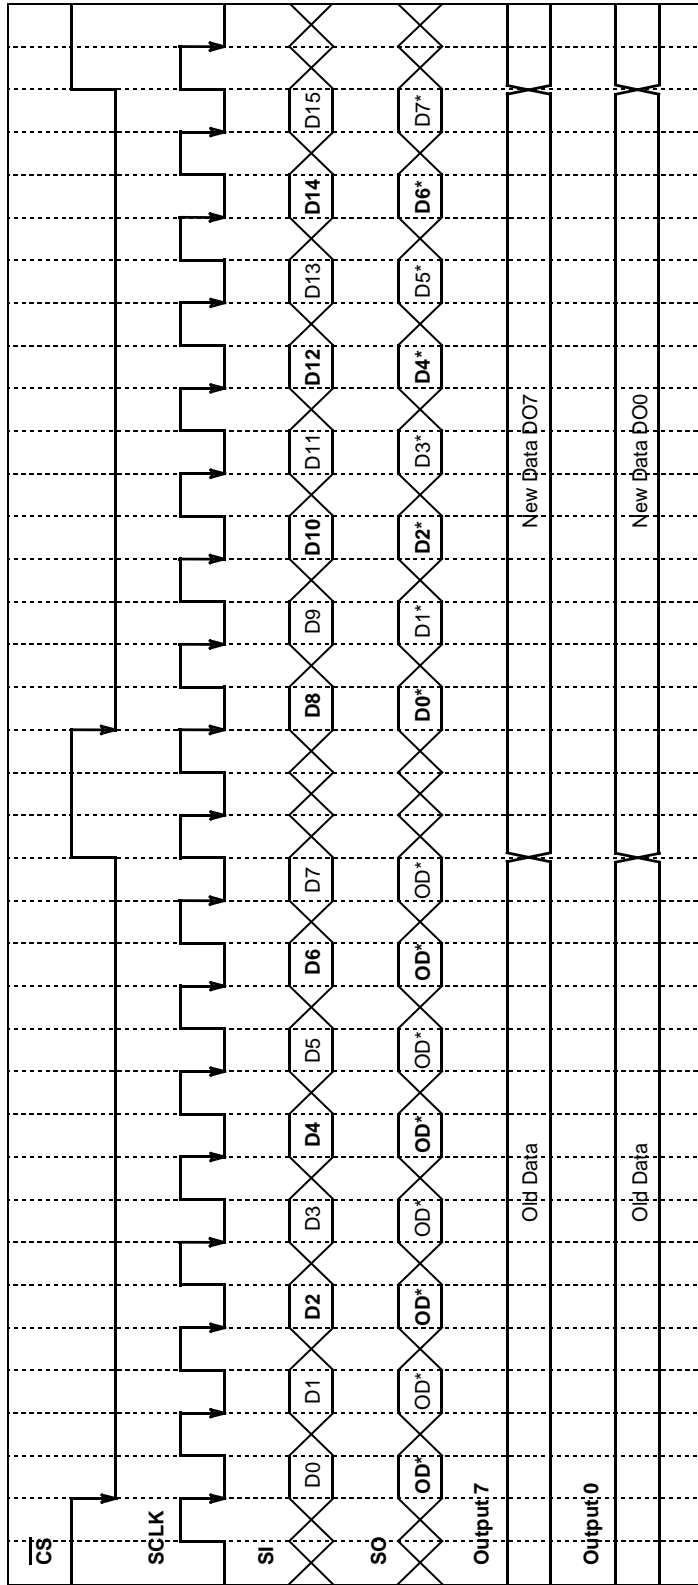 CS
SCLK
SI
D0 D1 D2 D3 D4 D5 D6 D7 D8 D9 D10 D11 D12 D13 D14 D15
SO
OD* OD* OD* OD* OD* OD* OD* OD* D0* D1* D2* D3* D4* D5* D6* D7*
Output 7
Old Data New Data DO7
Output 0
Old Data New Data DO0